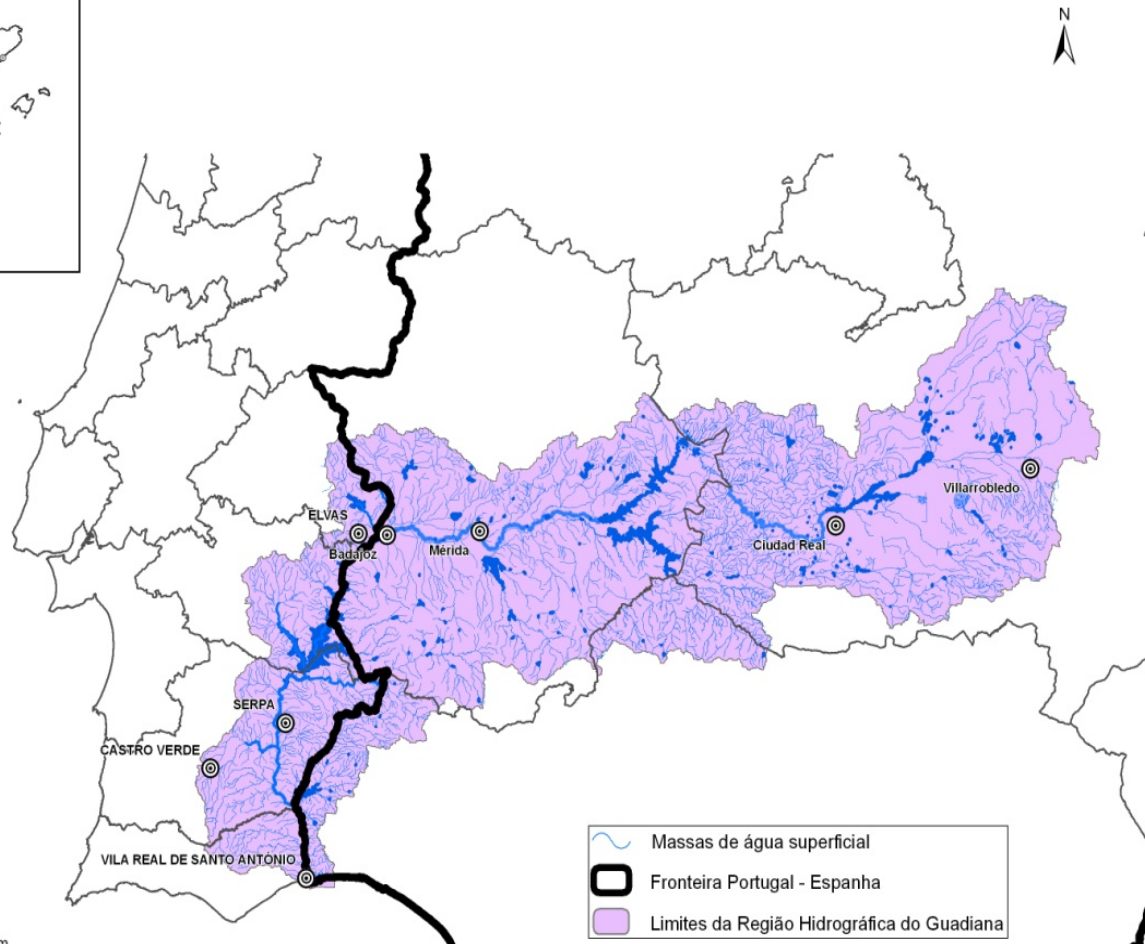 N
ELVAS
Badajoz
Mérida
Ciudad Real
Villarrobledo
SERPA
CASTRO VERDE
VILA REAL DE SANTO ANTÓNIO
Massas de água superficial
Fronteira Portugal - Espanha
Limites da Região Hidrográfica do Guadiana